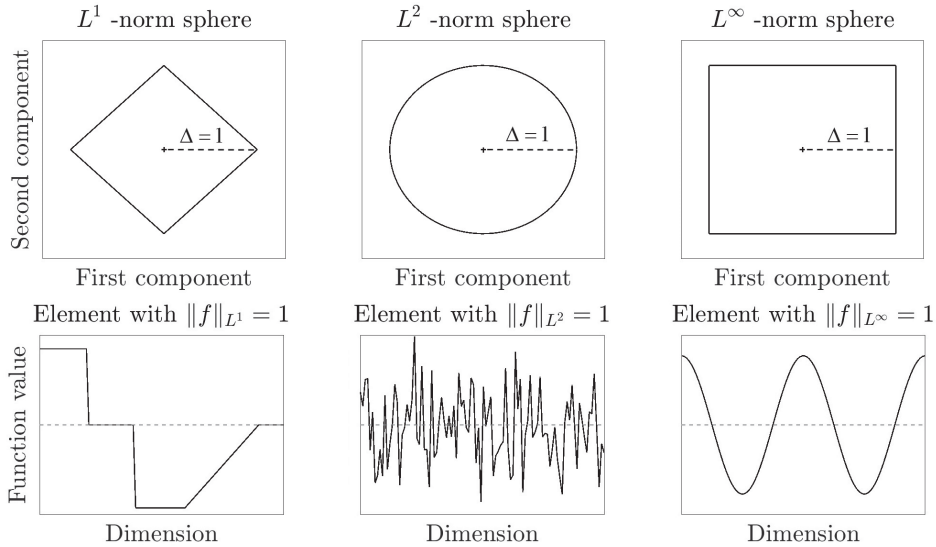 L¹ -norm sphere
L² -norm sphere
L∞ -norm sphere
Second component
Δ = 1
Δ = 1
Δ = 1
First component
First component
First component
Element with ‖f‖_{L¹} = 1
Element with ‖f‖_{L²} = 1
Element with ‖f‖_{L∞} = 1
Function value
Dimension
Dimension
Dimension